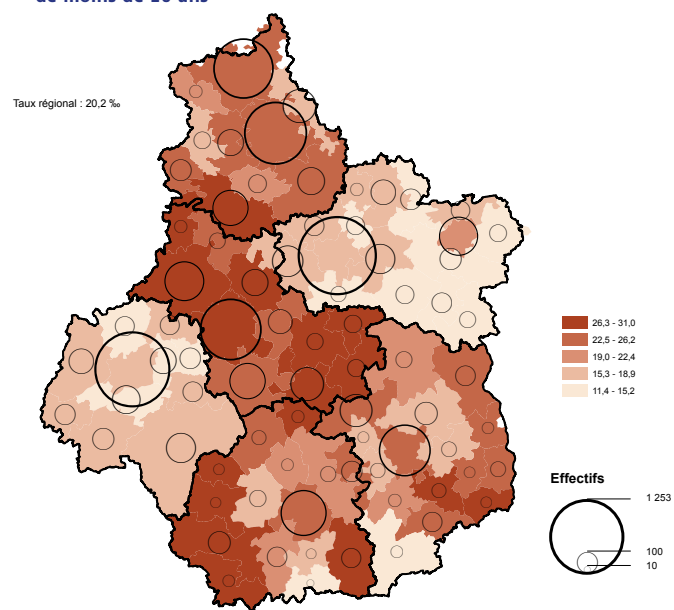 de moins de 20 ans
Taux régional : 20,2 ‰
26,3 - 31,0
22,5 - 26,2
19,0 - 22,4
15,3 - 18,9
11,4 - 15,2
Effectifs
1 253
100
10